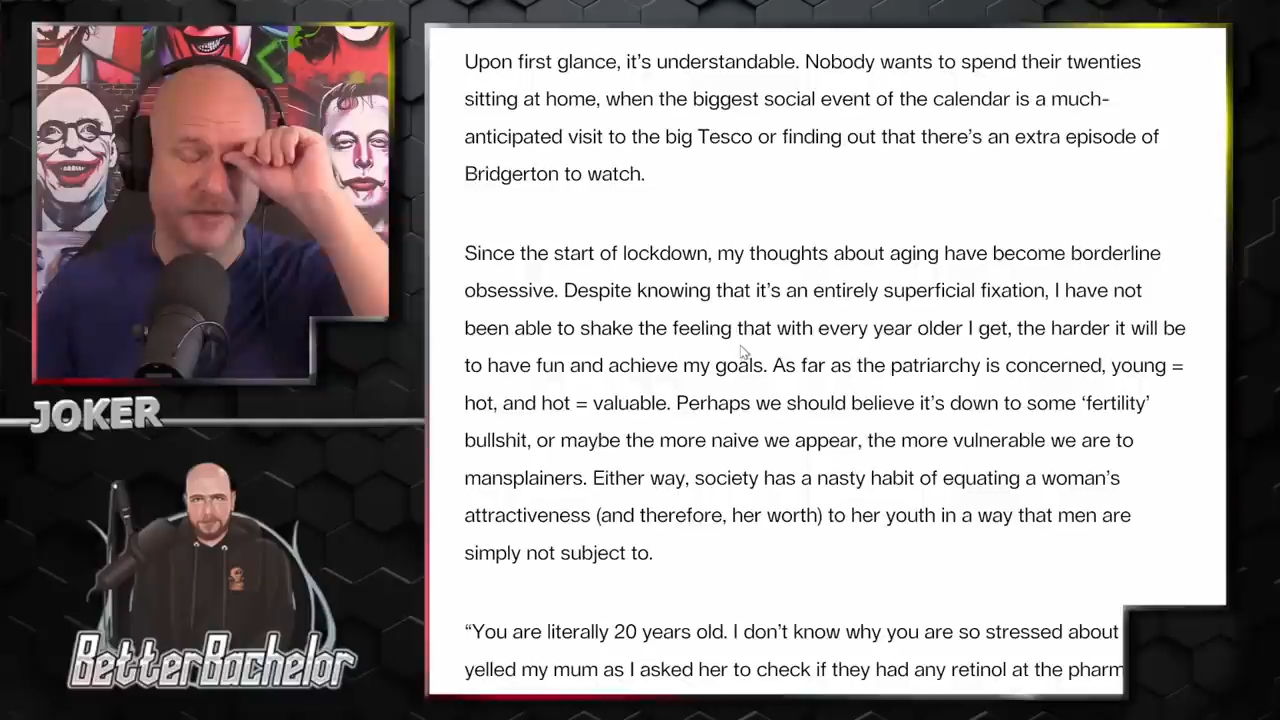 Upon first glance, it’s understandable. Nobody wants to spend their twenties
sitting at home, when the biggest social event of the calendar is a much-
anticipated visit to the big Tesco or finding out that there’s an extra episode of
Bridgerton to watch.
Since the start of lockdown, my thoughts about aging have become borderline
obsessive. Despite knowing that it’s an entirely superficial fixation, I have not
been able to shake the feeling that with every year older I get, the harder it will be
to have fun and achieve my goals. As far as the patriarchy is concerned, young =
hot, and hot = valuable. Perhaps we should believe it’s down to some ‘fertility’
bullshit, or maybe the more naive we appear, the more vulnerable we are to
mansplainers. Either way, society has a nasty habit of equating a woman’s
attractiveness (and therefore, her worth) to her youth in a way that men are
simply not subject to.
“You are literally 20 years old. I don’t know why you are so stressed about
yelled my mum as I asked her to check if they had any retinol at the pharm
JOKER
BetterBachelor